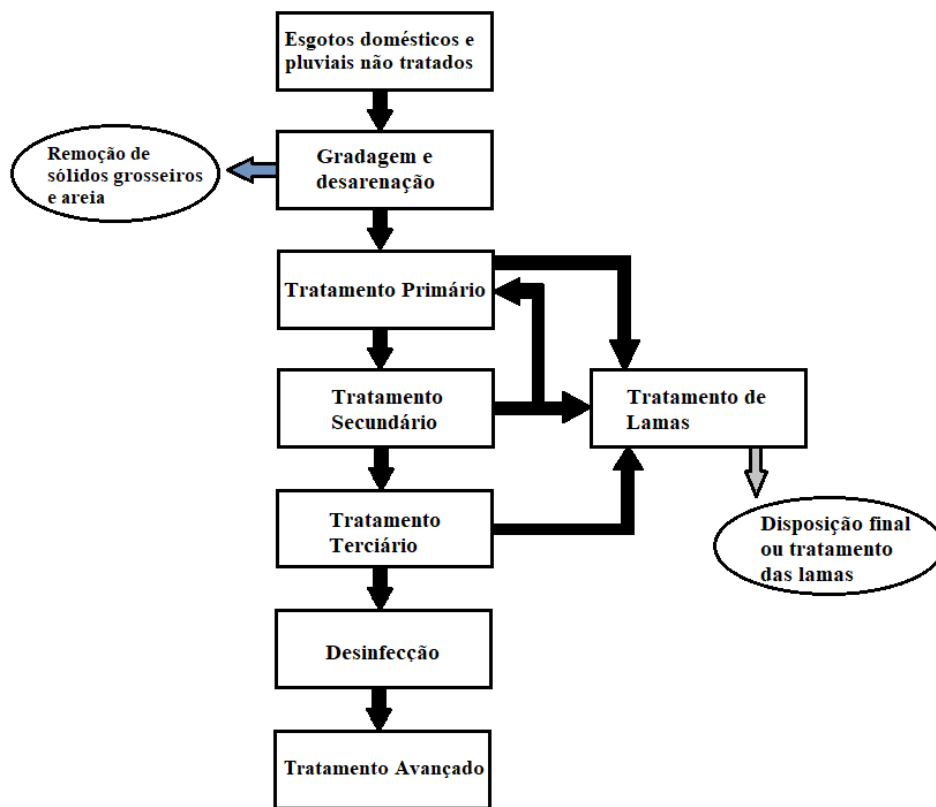 Esgotos domésticos e
pluviais não tratados
Remoção de
sólidos grosseiros
e areia
Gradagem e
desarenação
Tratamento Primário
Tratamento
Secundário
Tratamento de
Lamas
Tratamento
Terciário
Disposição final
ou tratamento
das lamas
Desinfecção
Tratamento Avançado